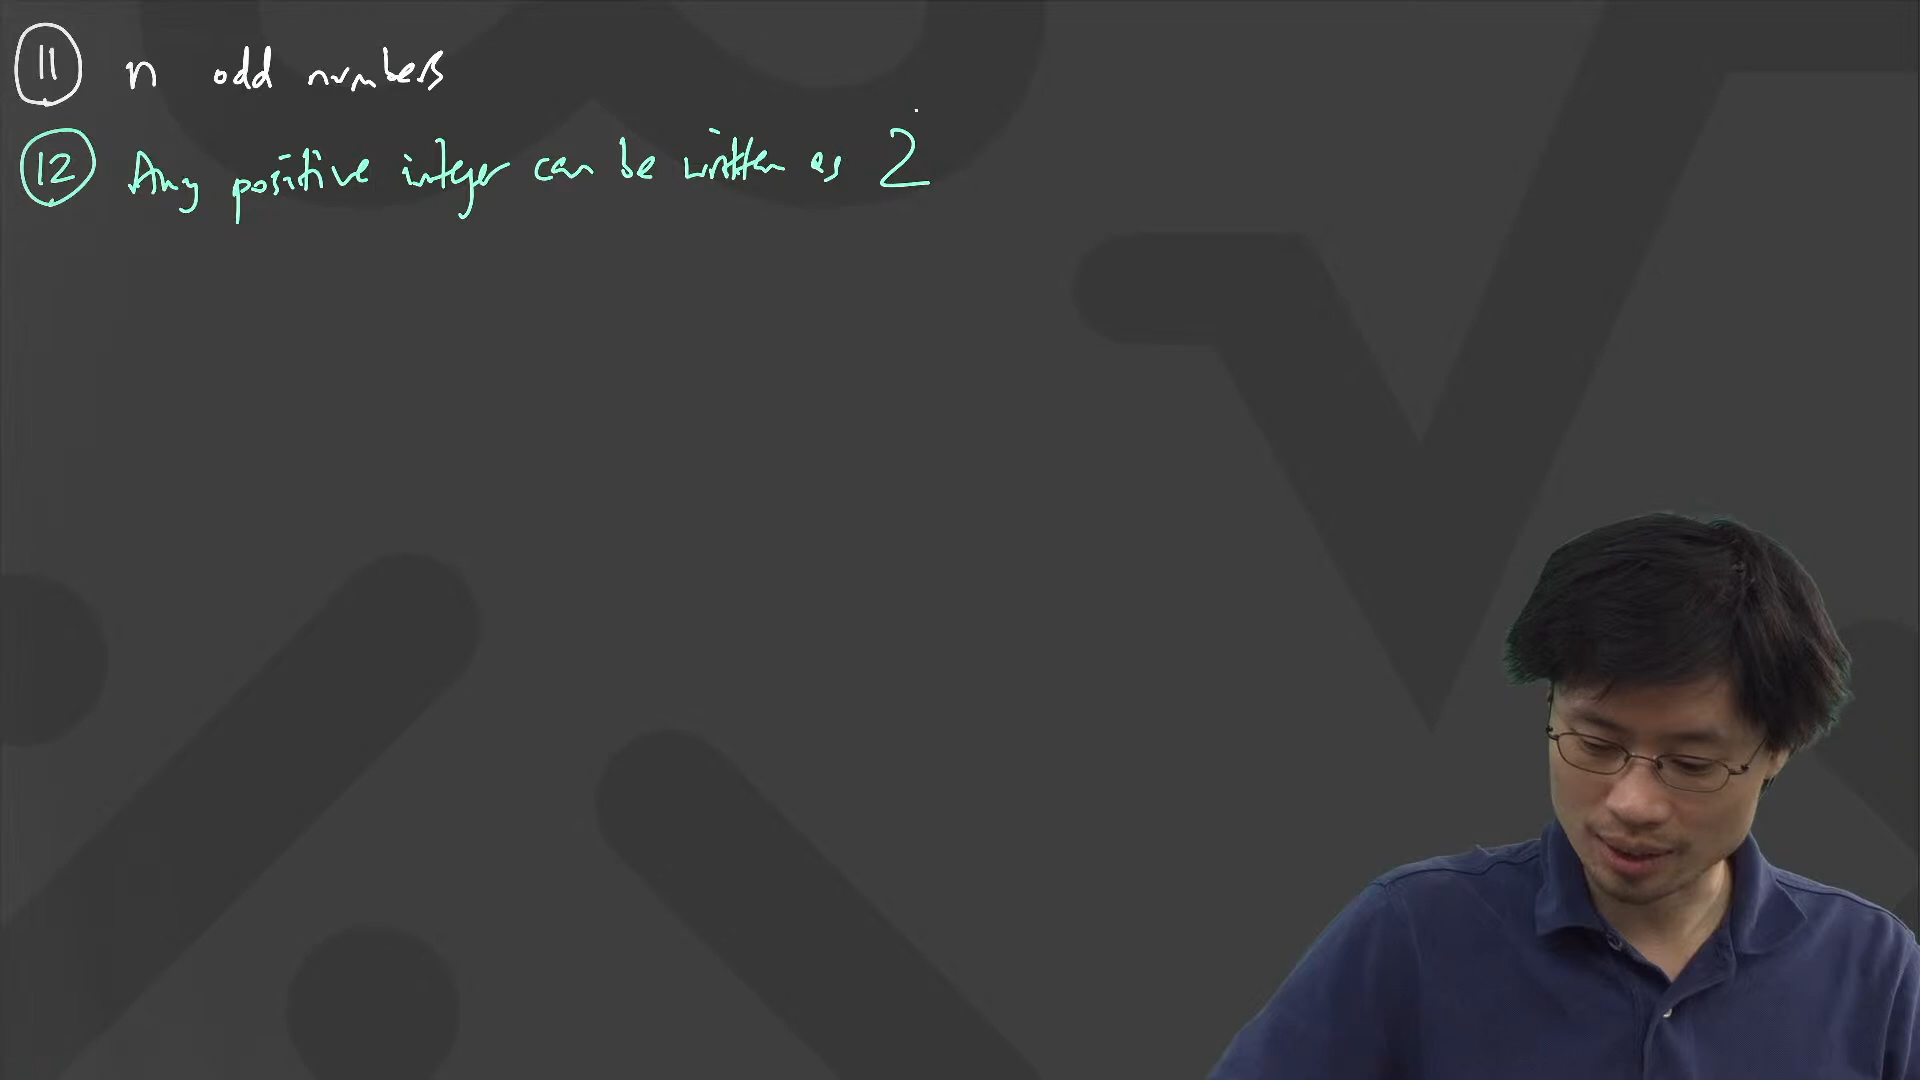 11 n odd numbers
12 Any positive integer can be written as 2